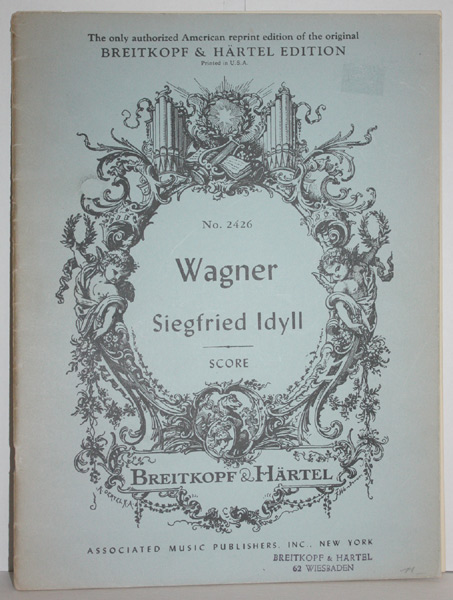 The only authorized American reprint edition of the original
BREITKOPF & HÄRTEL EDITION
Printed in U.S.A.
No. 2426
Wagner
Siegfried Idyll
SCORE
BREITKOPF & HÄRTEL
ASSOCIATED MUSIC PUBLISHERS, INC., NEW YORK
BREITKOPF & HÄRTEL
62 WIESBADEN